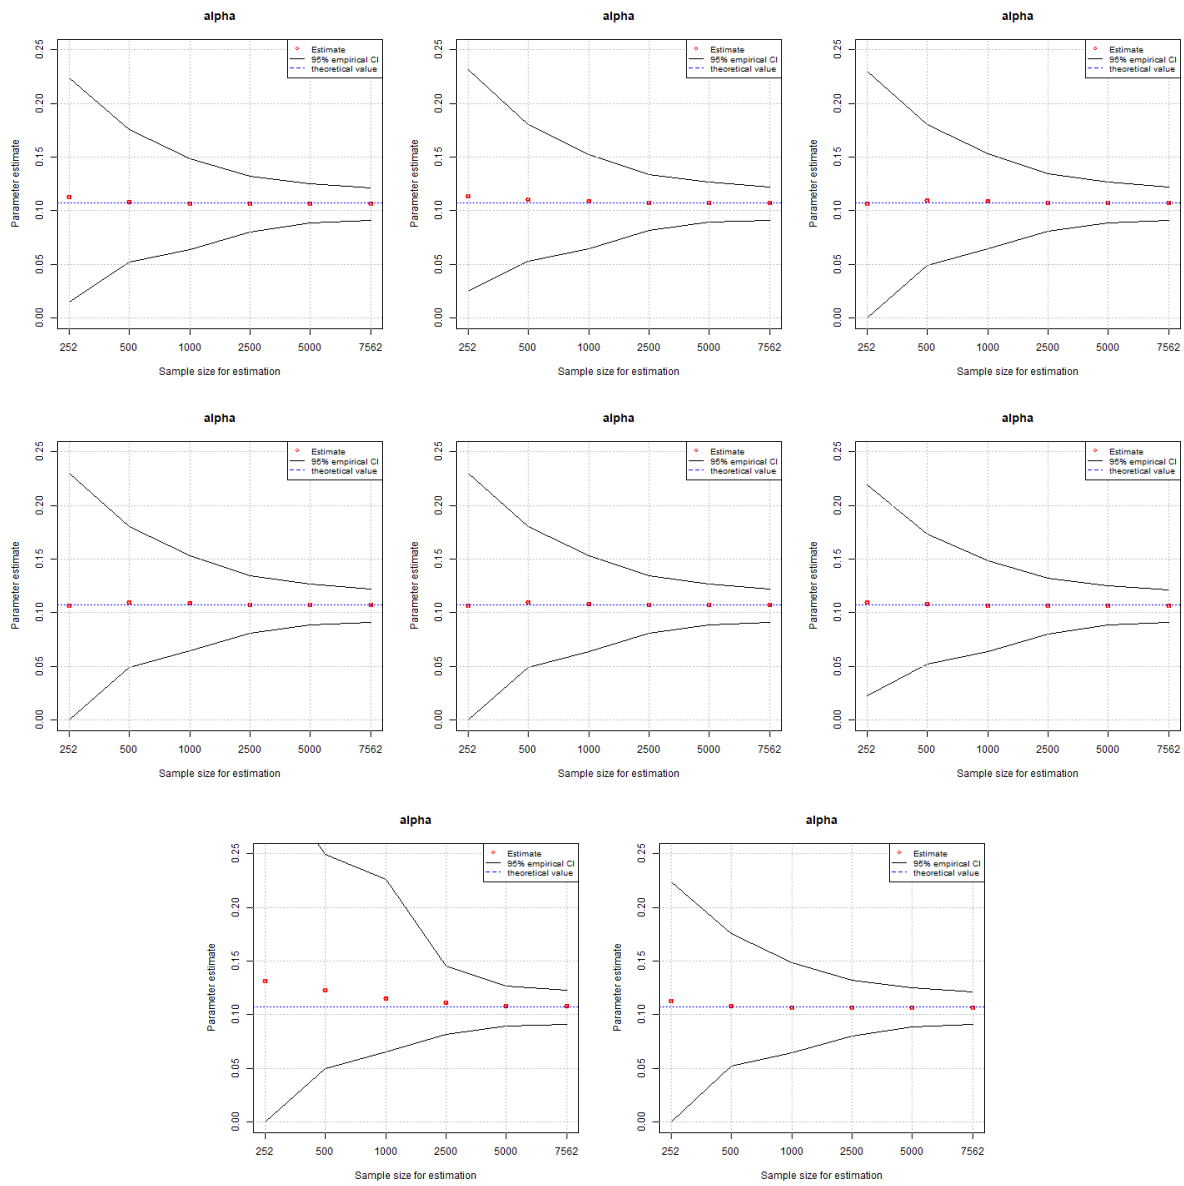 alpha
Parameter estimate
0.25
0.20
0.15
0.10
0.05
0.00
Estimate
95% empirical CI
theoretical value
252 500 1000 2500 5000 7562
Sample size for estimation
alpha
Parameter estimate
0.25
0.20
0.15
0.10
0.05
0.00
Estimate
95% empirical CI
theoretical value
252 500 1000 2500 5000 7562
Sample size for estimation
alpha
Parameter estimate
0.25
0.20
0.15
0.10
0.05
0.00
Estimate
95% empirical CI
theoretical value
252 500 1000 2500 5000 7562
Sample size for estimation
alpha
Parameter estimate
0.25
0.20
0.15
0.10
0.05
0.00
Estimate
95% empirical CI
theoretical value
252 500 1000 2500 5000 7562
Sample size for estimation
alpha
Parameter estimate
0.25
0.20
0.15
0.10
0.05
0.00
Estimate
95% empirical CI
theoretical value
252 500 1000 2500 5000 7562
Sample size for estimation
alpha
Parameter estimate
0.25
0.20
0.15
0.10
0.05
0.00
Estimate
95% empirical CI
theoretical value
252 500 1000 2500 5000 7562
Sample size for estimation
alpha
Parameter estimate
0.25
0.20
0.15
0.10
0.05
0.00
Estimate
95% empirical CI
theoretical value
252 500 1000 2500 5000 7562
Sample size for estimation
alpha
Parameter estimate
0.25
0.20
0.15
0.10
0.05
0.00
Estimate
95% empirical CI
theoretical value
252 500 1000 2500 5000 7562
Sample size for estimation